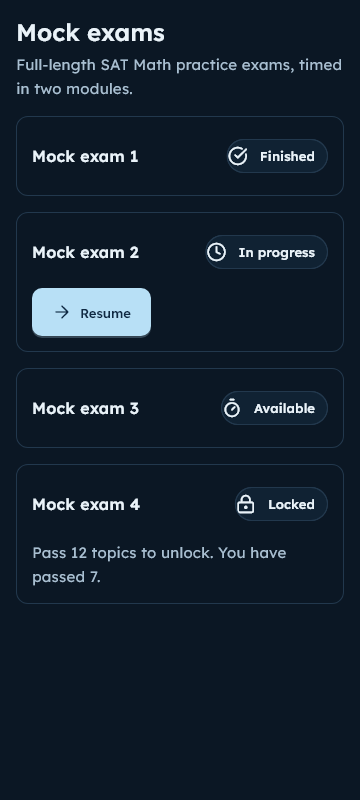 Mock exams
Full-length SAT Math practice exams, timed
in two modules.
Mock exam 1
Finished
Mock exam 2
In progress
Resume
Mock exam 3
Available
Mock exam 4
Locked
Pass 12 topics to unlock. You have
passed 7.